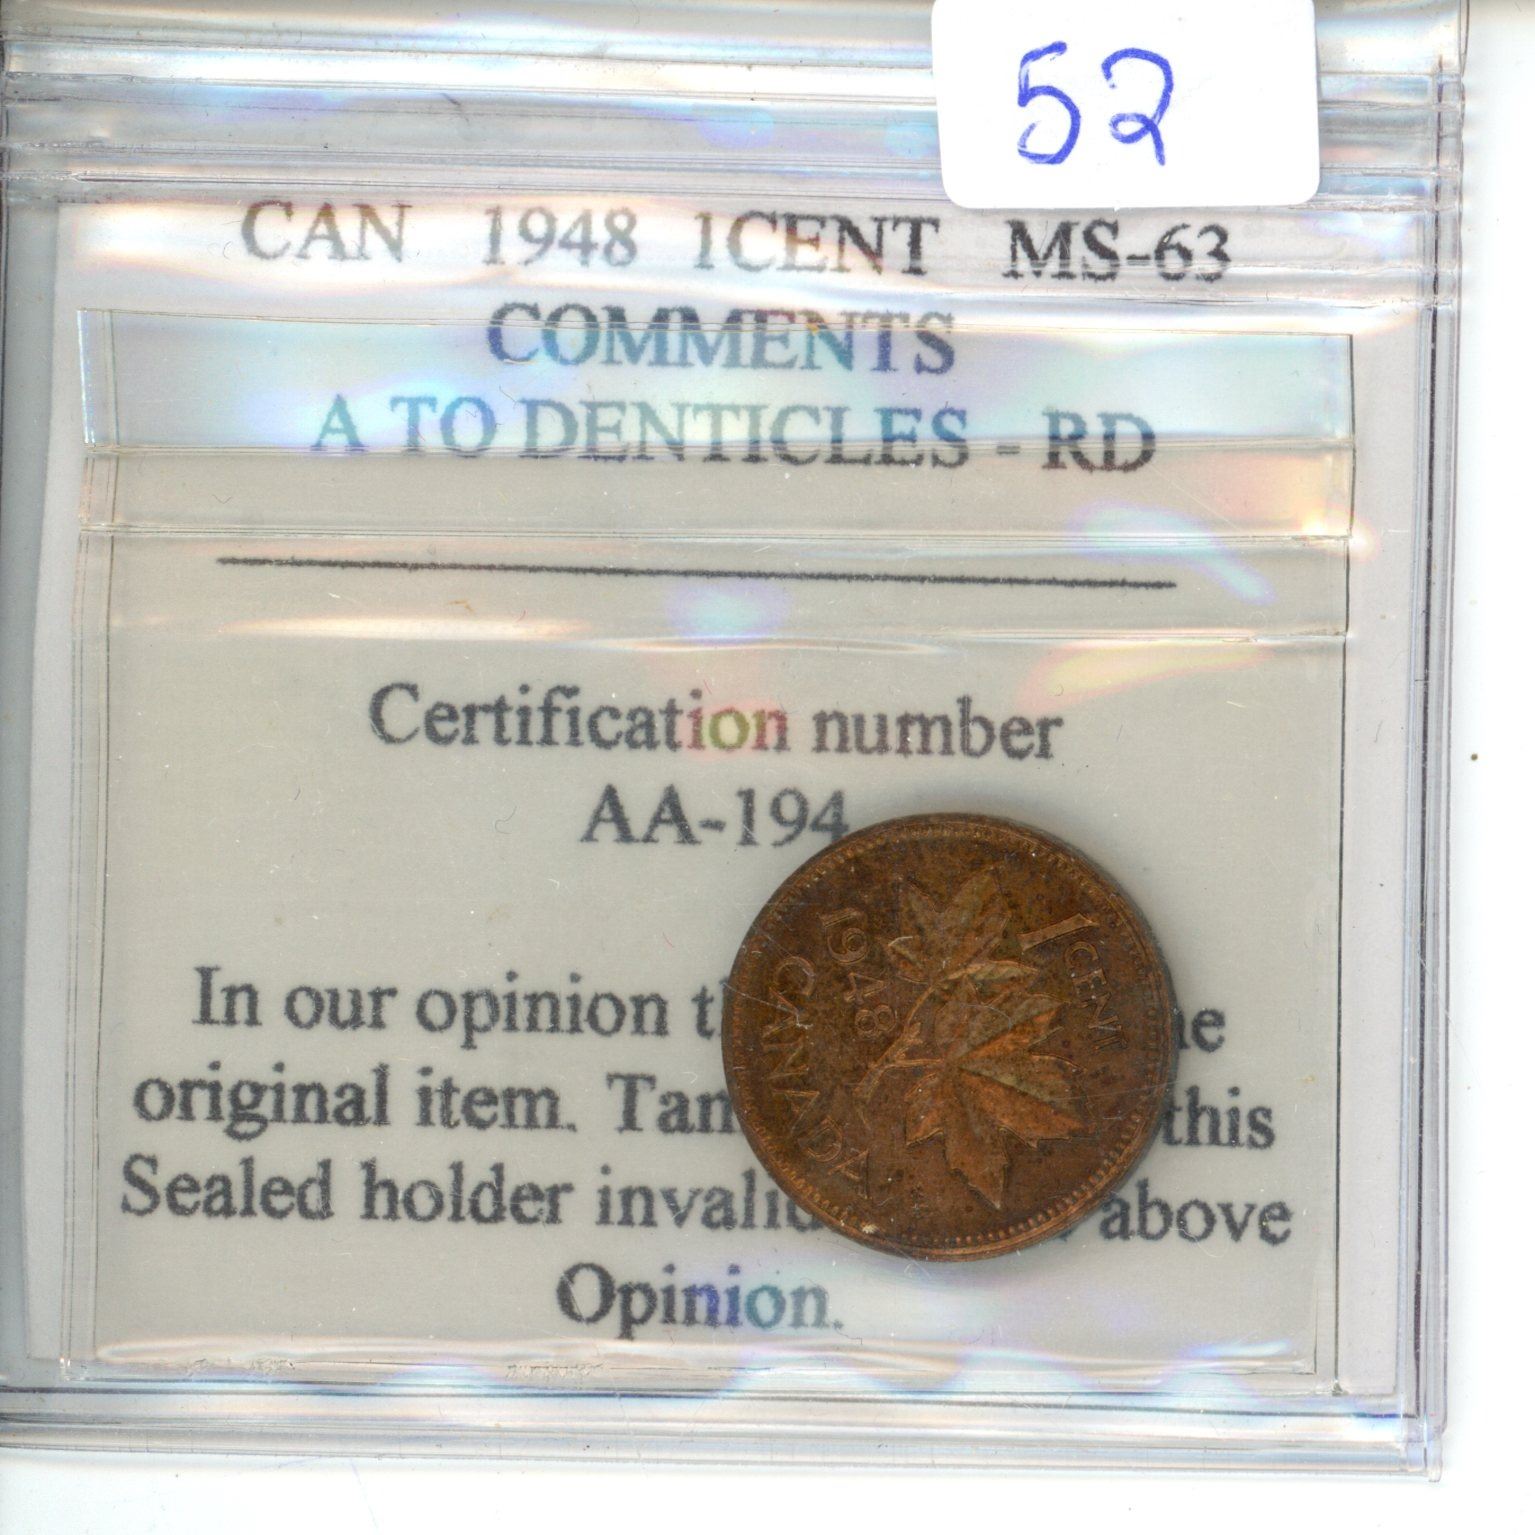 52
CAN 1948 1CENT MS-63
COMMENTS
A TO DENTICLES - RD
Certification number
AA-194
In our opinion
original item. this
Sealed holder above
Opinion.
1 CENT
1948
CANADA